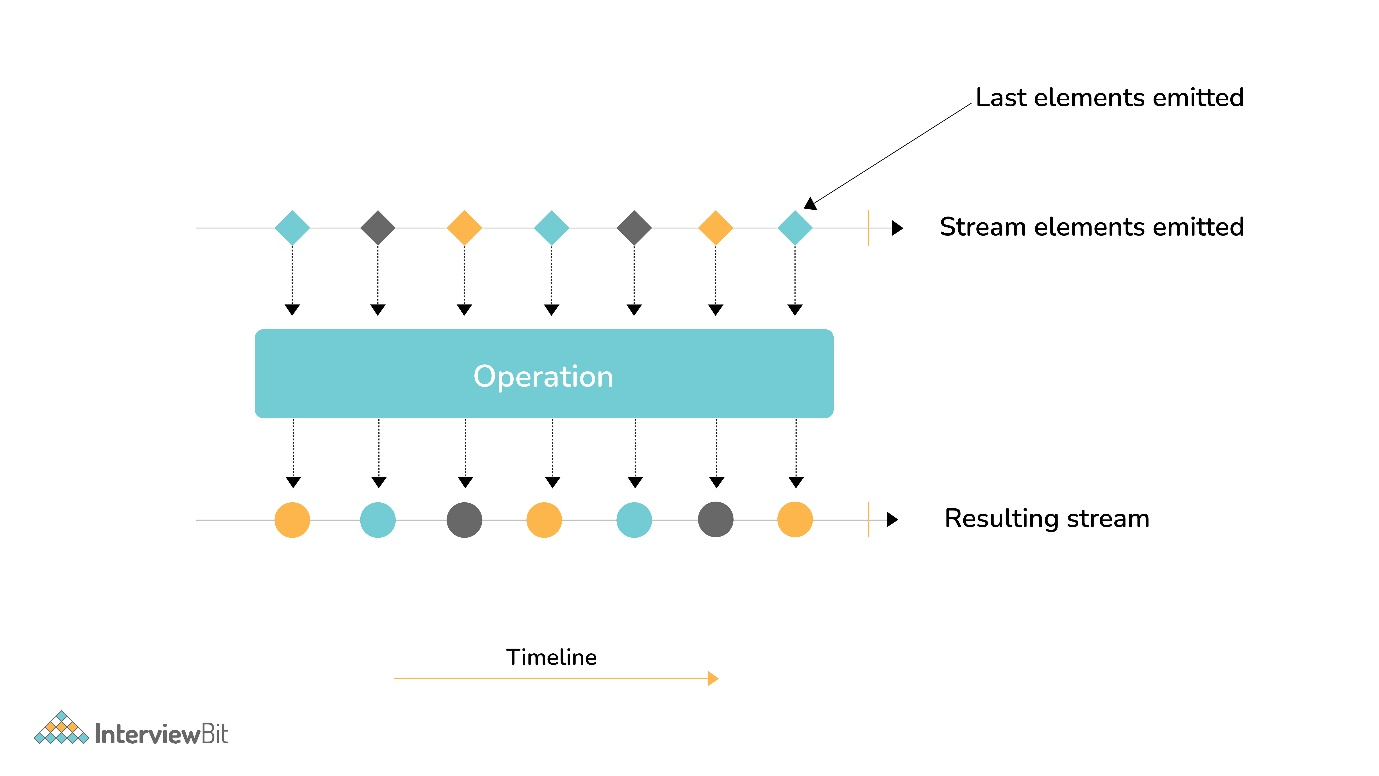 Last elements emitted
Stream elements emitted
Operation
Resulting stream
Timeline
InterviewBit